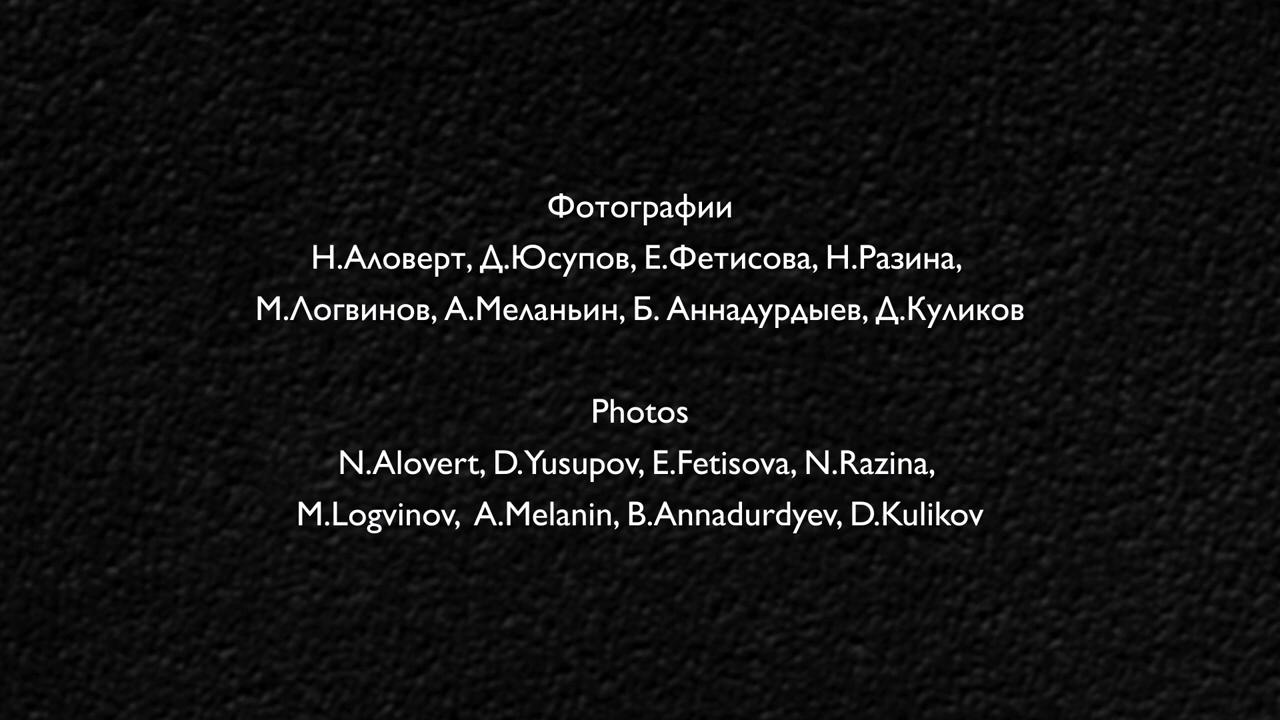 Фотографии
Н.Аловерт, Д.Юсупов, Е.Фетисова, Н.Разина,
М.Логвинов, А.Меланьин, Б. Аннадурдыев, Д.Куликов
Photos
N.Alovert, D.Yusupov, E.Fetisova, N.Razina,
M.Logvinov,  A.Melanin, B.Annadurdyev, D.Kulikov